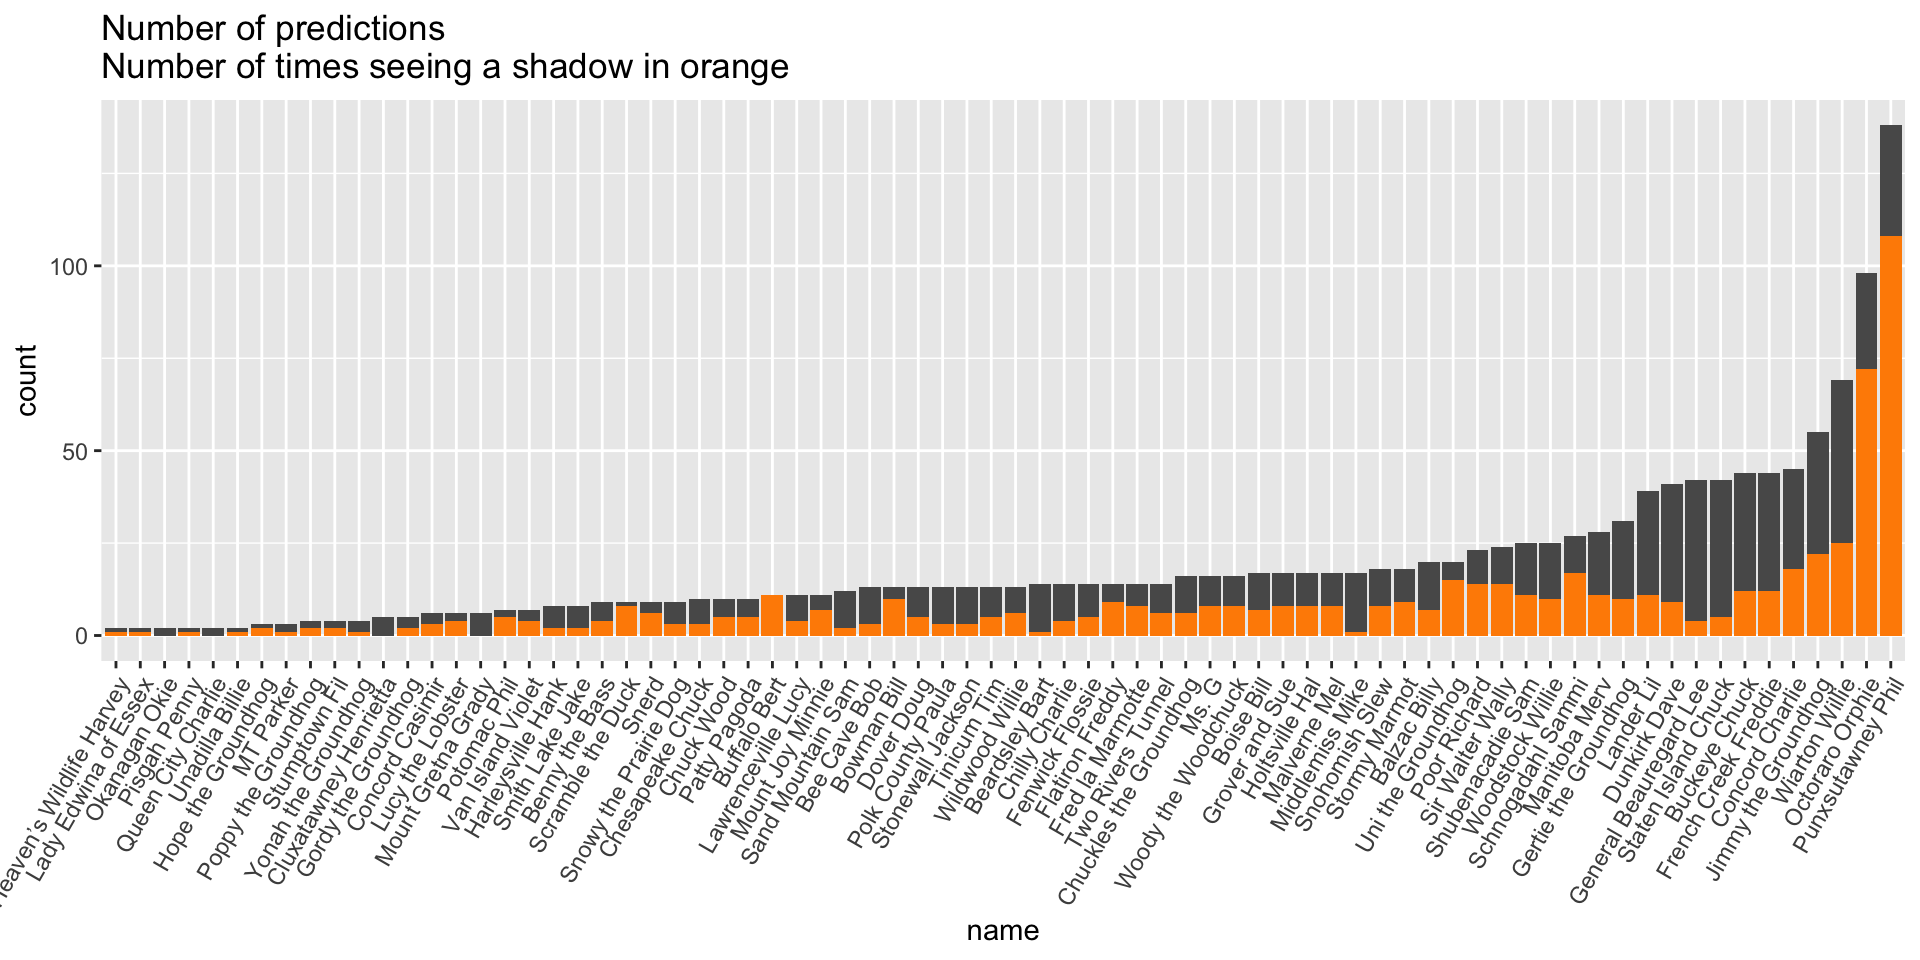 Number of predictions
Number of times seeing a shadow in orange
count
100
50
0
Heaven's Wildlife Harvey
Lady Edwina of Essex
Okanagan Okie
Pisgah Penny
City Charlie
Unadilla Billie
Queen Groundhog
MT Parker
Hope the Groundhog
Stumptown Fil
Poppy the Groundhog
Yonah the Henrietta
Cluxatawney Groundhog
Gordy the Casimir
Concord the Lobster
Lucy the Grady
Mount Gretna Phil
Potomac Violet
Van Island Hank
Harleysville Jake
Smith Lake Bass
Benny the Duck
Scramble the Snerd
Snowy the Prairie Dog
Chesapeake Chuck
Chuck Wood
Patty Pagoda
Buffalo Bert
Lawrenceville Lucy
Mount Joy Minnie
Sand Mountain Sam
Bee Cave Bob
Bowman Bill
Dover Doug
Polk County Paula
Stonewall Jackson
Tinicum Tim
Wildwood Willie
Beardsley Bart
Chilly Charlie
Fenwick Flossie
Flatiron Freddy
Fred la Marmotte
Two Rivers Tunnel
Chuckles the Groundhog
Ms. G
Woody the Woodchuck
Boise Bill
Grover and Sue
Holtsville Hal
Malverne Mel
Middlemiss Mike
Snohomish Slew
Stormy Marmot
Balzac Billy
Uni the Groundhog
Poor Richard
Sir Walter Wally
Shubenacadie Sam
Woodstock Willie
Schnogadahl Sammi
Manitoba Merv
Gertie the Groundhog
Lander Lil
Dunkirk Dave
General Beauregard Lee
Staten Island Chuck
Buckeye Chuck
French Creek Freddie
Concord Charlie
Jimmy the Groundhog
Wiarton Willie
Octoraro Orphie
Punxsutawney Phil
name